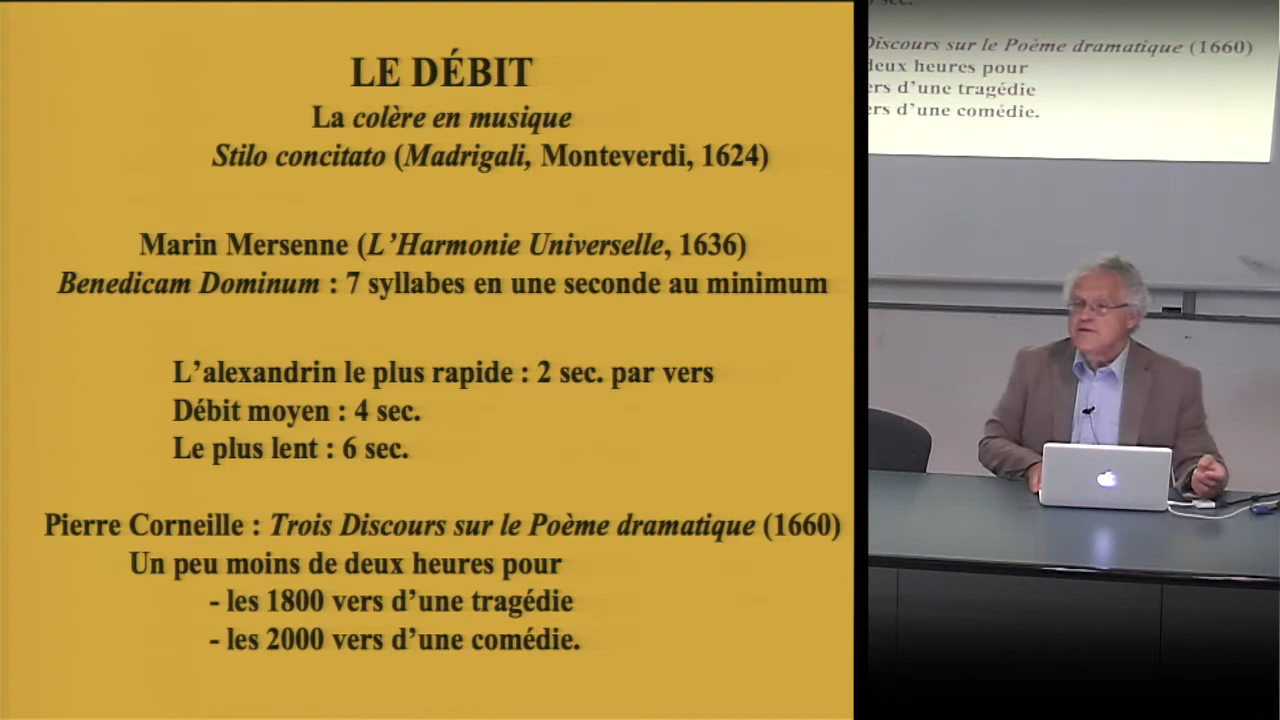 LE DÉBIT
La colère en musique
Stilo concitato (Madrigali, Monteverdi, 1624)
Marin Mersenne (L’Harmonie Universelle, 1636)
Benedicam Dominum : 7 syllabes en une seconde au minimum
L’alexandrin le plus rapide : 2 sec. par vers
Débit moyen : 4 sec.
Le plus lent : 6 sec.
Pierre Corneille : Trois Discours sur le Poème dramatique (1660)
Un peu moins de deux heures pour
- les 1800 vers d’une tragédie
- les 2000 vers d’une comédie.
sec.
Discours sur le Poème dramatique (1660)
deux heures pour
ers d’une tragédie
ers d’une comédie.